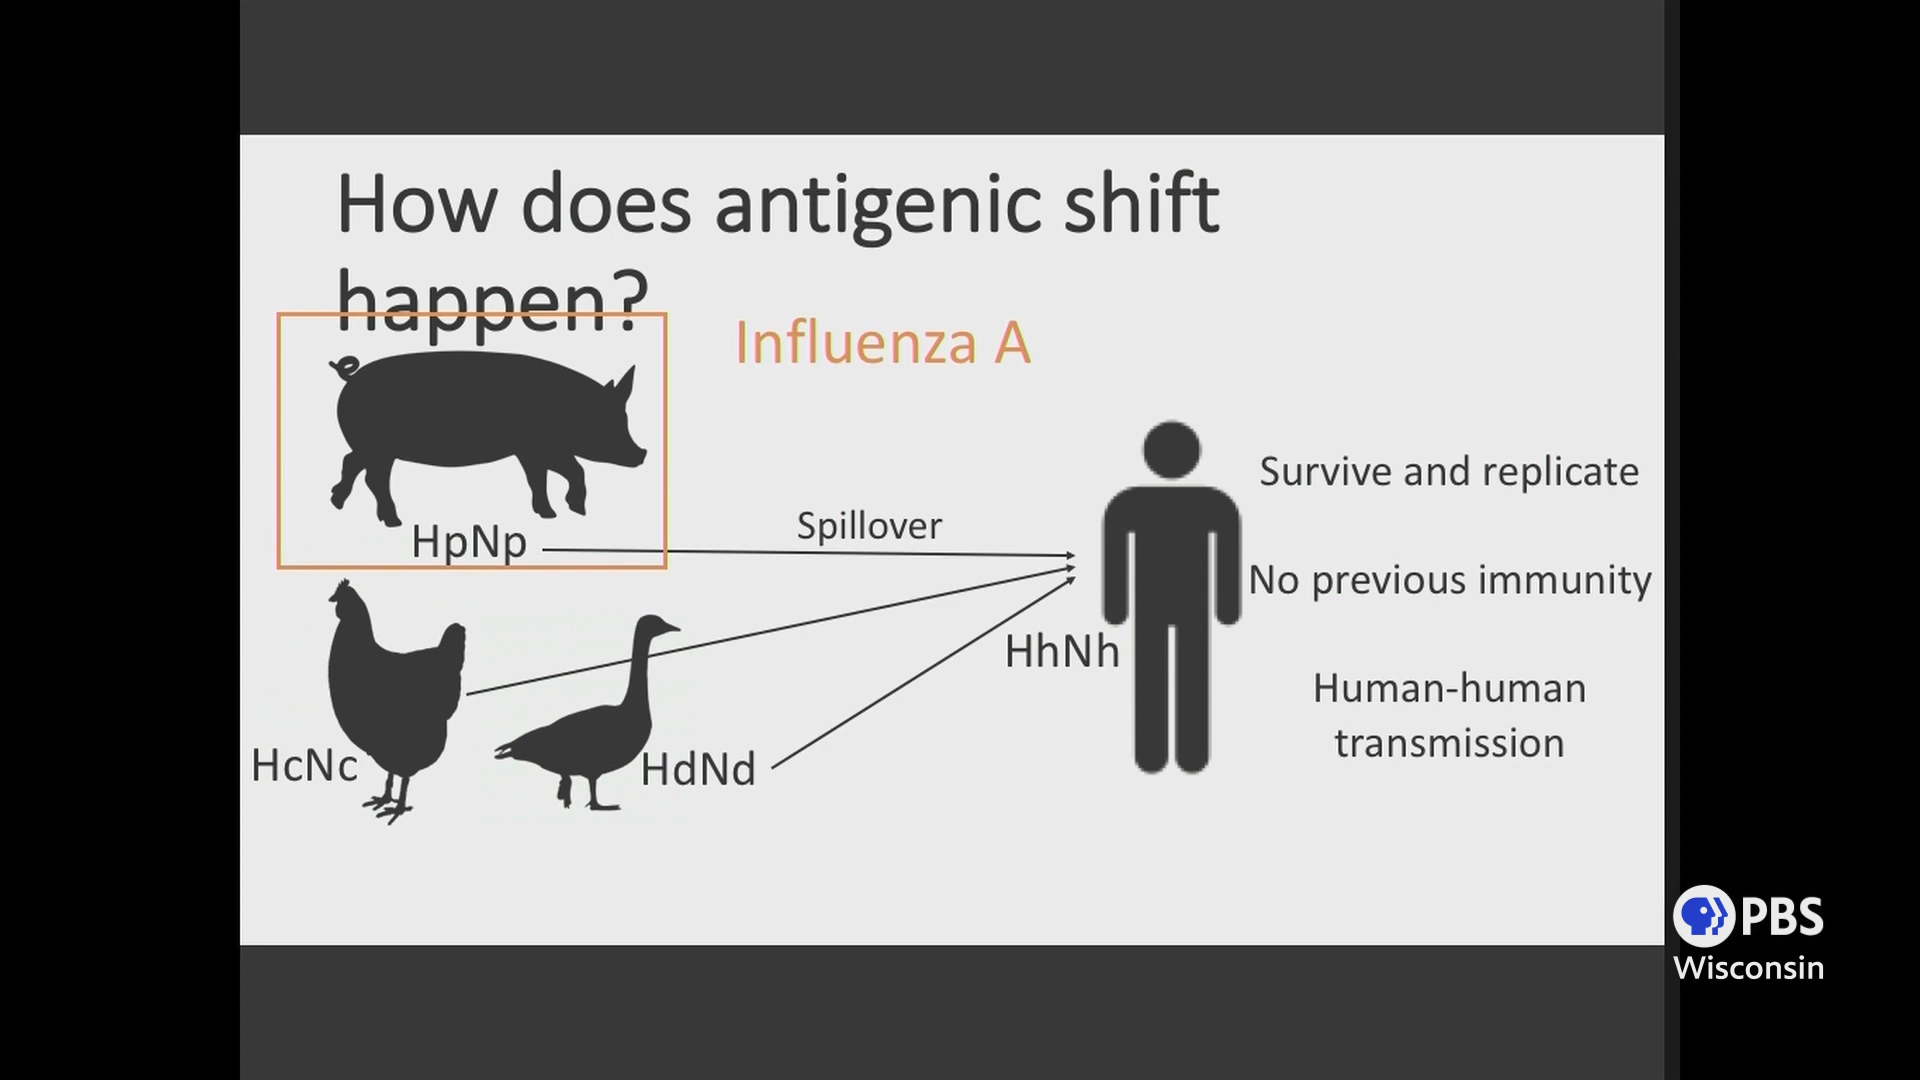 How does antigenic shift
happen?
Influenza A
HpNp
Spillover
HcNc
HdNd
HhNh
Survive and replicate
No previous immunity
Human-human
transmission
PBS
Wisconsin